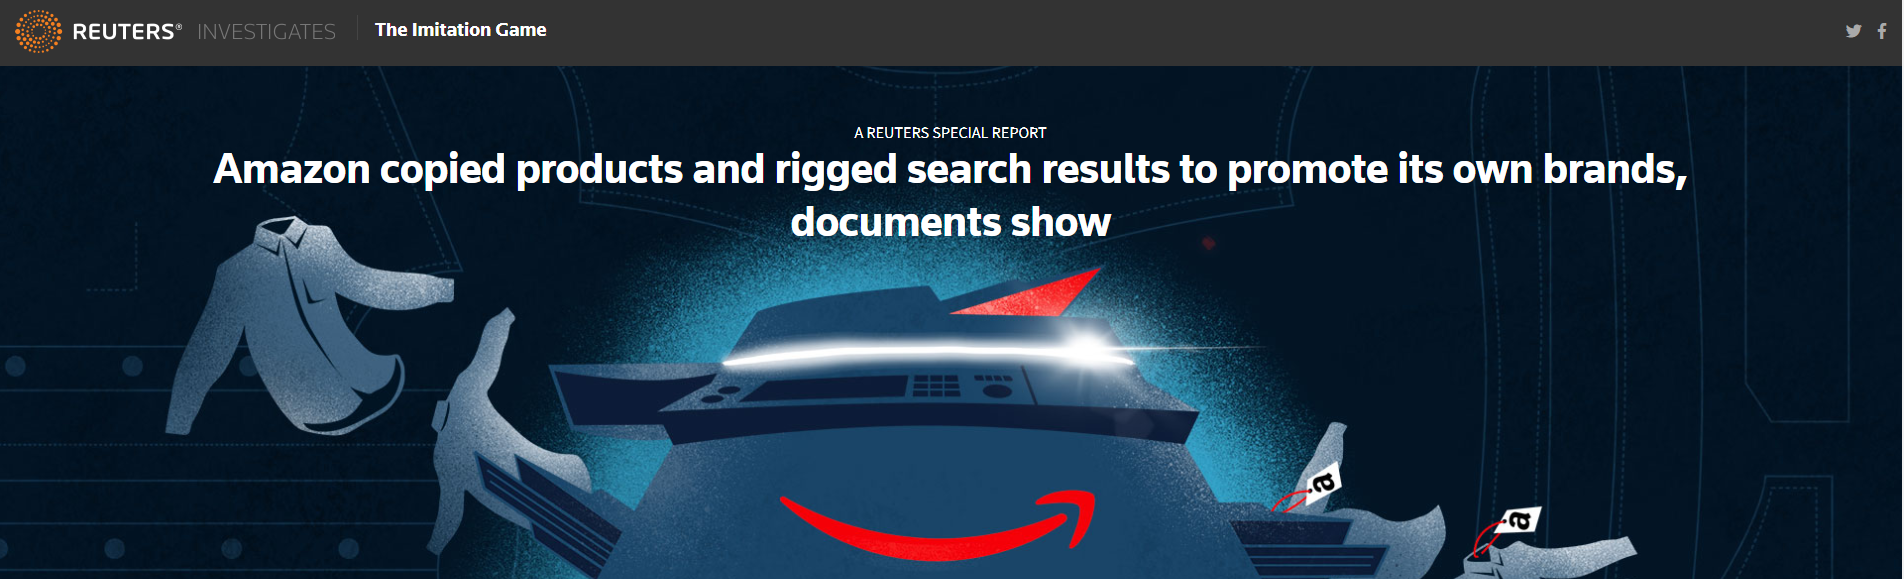 REUTERS® INVESTIGATES The Imitation Game
A REUTERS SPECIAL REPORT
Amazon copied products and rigged search results to promote its own brands,
documents show
a
a